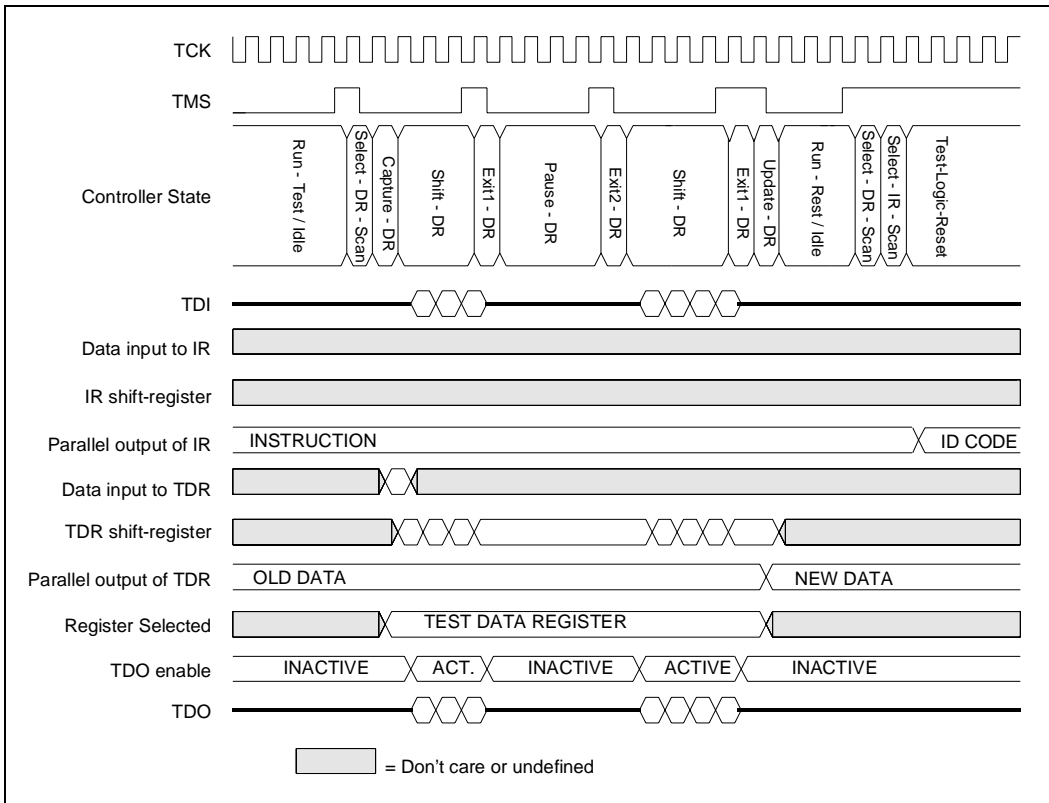 TCK
TMS
Controller State
Run - Test / Idle
Select - DR - Scan
Capture - DR
Shift - DR
Exit1 - DR
Pause - DR
Exit2 - DR
Shift - DR
Exit1 - DR
Update - DR
Run - Rest / Idle
Select - DR - Scan
Select - IR - Scan
Test-Logic-Reset
TDI
Data input to IR
IR shift-register
Parallel output of IR
INSTRUCTION
ID CODE
Data input to TDR
TDR shift-register
Parallel output of TDR
OLD DATA
NEW DATA
Register Selected
TEST DATA REGISTER
TDO enable
INACTIVE
ACT.
INACTIVE
ACTIVE
INACTIVE
TDO
= Don't care or undefined